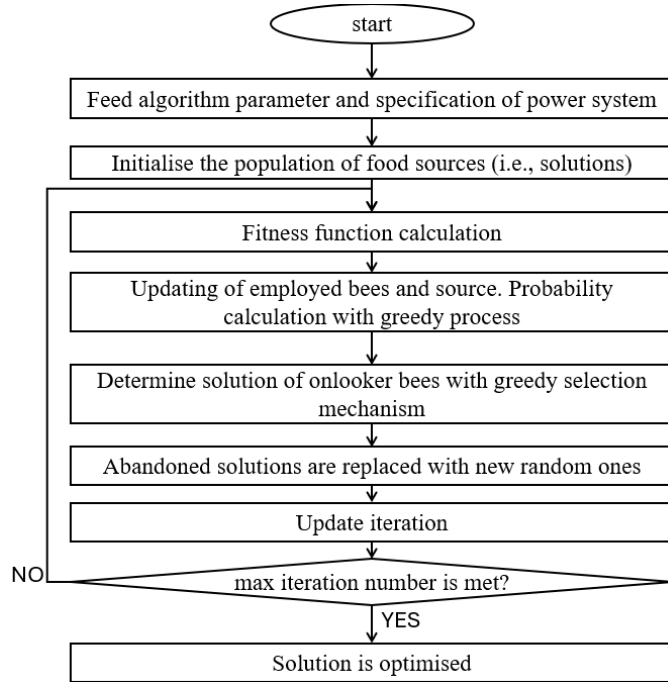 start
Feed algorithm parameter and specification of power system
Initialise the population of food sources (i.e., solutions)
Fitness function calculation
Updating of employed bees and source. Probability
calculation with greedy process
Determine solution of onlooker bees with greedy selection
mechanism
Abandoned solutions are replaced with new random ones
Update iteration
NO
max iteration number is met?
YES
Solution is optimised